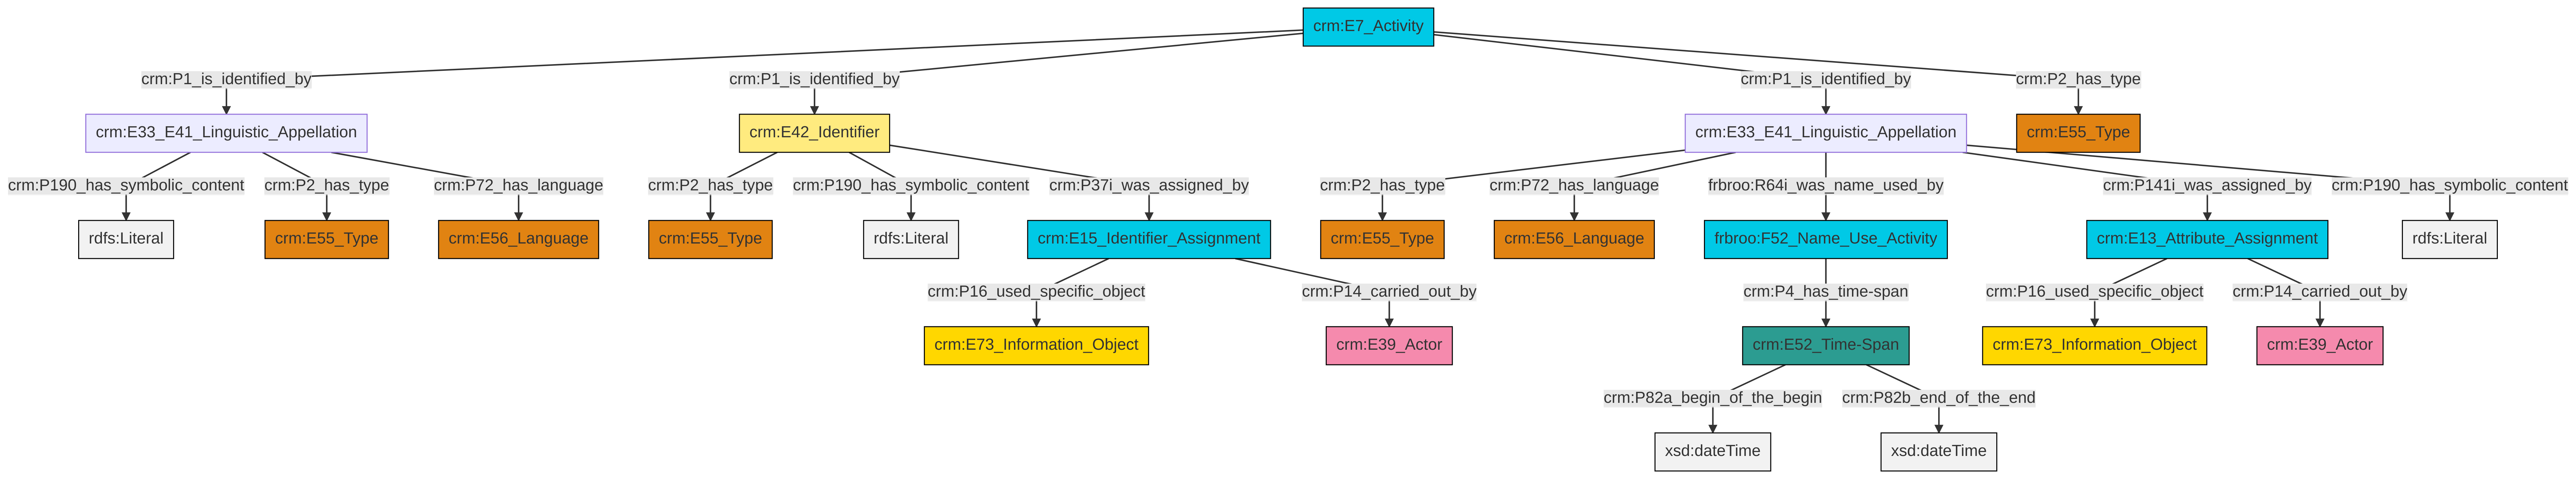 crm:E7_Activity
crm:P1_is_identified_by
crm:P1_is_identified_by
crm:P1_is_identified_by
crm:P2_has_type
crm:E33_E41_Linguistic_Appellation
crm:E42_Identifier
crm:E33_E41_Linguistic_Appellation
crm:E55_Type
crm:P190_has_symbolic_content
crm:P2_has_type
crm:P72_has_language
crm:P2_has_type
crm:P190_has_symbolic_content
crm:P37i_was_assigned_by
crm:P2_has_type
crm:P72_has_language
frbroo:R64i_was_name_used_by
crm:P141i_was_assigned_by
crm:P190_has_symbolic_content
rdfs:Literal
crm:E55_Type
crm:E56_Language
crm:E55_Type
rdfs:Literal
crm:E15_Identifier_Assignment
crm:E55_Type
crm:E56_Language
frbroo:F52_Name_Use_Activity
crm:E13_Attribute_Assignment
rdfs:Literal
crm:P16_used_specific_object
crm:P14_carried_out_by
crm:P4_has_time-span
crm:P16_used_specific_object
crm:P14_carried_out_by
crm:E73_Information_Object
crm:E39_Actor
crm:E52_Time-Span
crm:E73_Information_Object
crm:E39_Actor
crm:P82a_begin_of_the_begin
crm:P82b_end_of_the_end
xsd:dateTime
xsd:dateTime